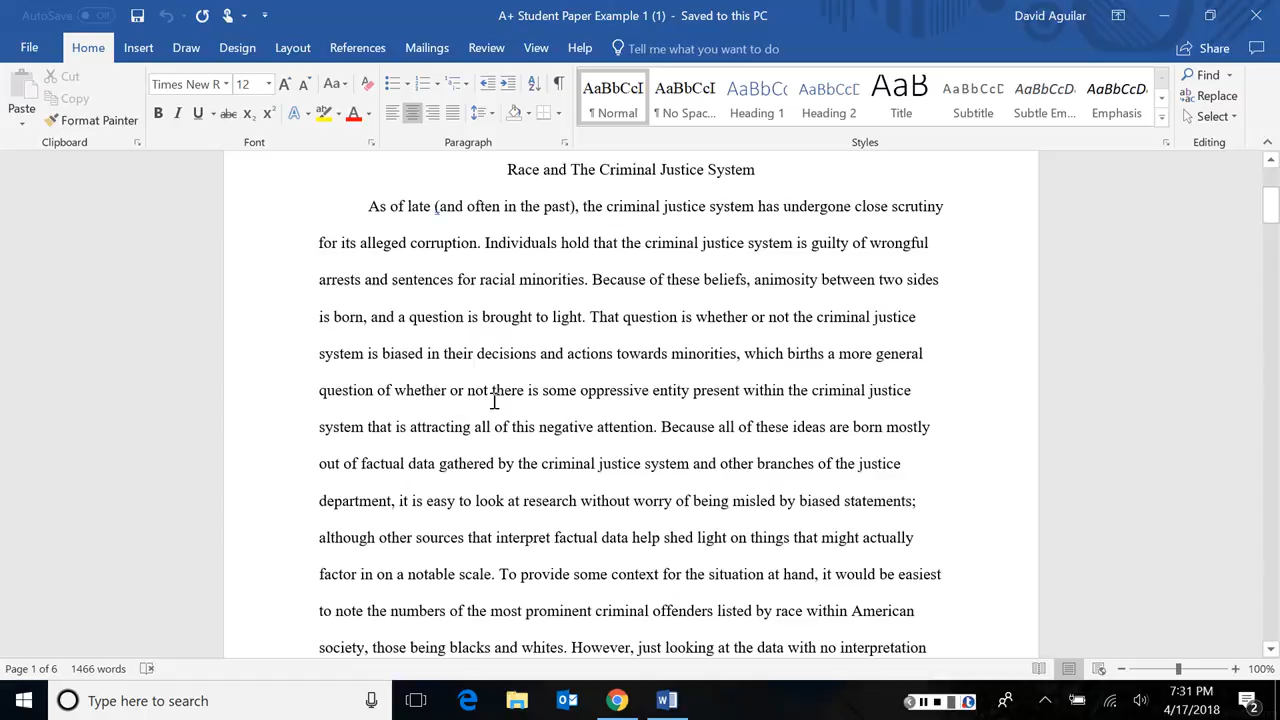 AutoSave Off
A+ Student Paper Example 1 (1) - Saved to this PC
David Aguilar
File Home Insert Draw Design Layout References Mailings Review View Help Tell me what you want to do Share
Paste
Cut
Copy
Format Painter
Clipboard
Times New R 12
Font
Paragraph
AaBbCcI AaBbCcI AaBbCc AaBbCcD AaB AaBbCcD AaBbCcD AaBbCcD
¶ Normal ¶ No Spac... Heading 1 Heading 2 Title Subtitle Subtle Em... Emphasis
Styles
Find
Replace
Select
Editing
Race and The Criminal Justice System
As of late (and often in the past), the criminal justice system has undergone close scrutiny
for its alleged corruption. Individuals hold that the criminal justice system is guilty of wrongful
arrests and sentences for racial minorities. Because of these beliefs, animosity between two sides
is born, and a question is brought to light. That question is whether or not the criminal justice
system is biased in their decisions and actions towards minorities, which births a more general
question of whether or not there is some oppressive entity present within the criminal justice
system that is attracting all of this negative attention. Because all of these ideas are born mostly
out of factual data gathered by the criminal justice system and other branches of the justice
department, it is easy to look at research without worry of being misled by biased statements;
although other sources that interpret factual data help shed light on things that might actually
factor in on a notable scale. To provide some context for the situation at hand, it would be easiest
to note the numbers of the most prominent criminal offenders listed by race within American
society, those being blacks and whites. However, just looking at the data with no interpretation
Page 1 of 6 1466 words 100%
Type here to search
7:31 PM
4/17/2018
2